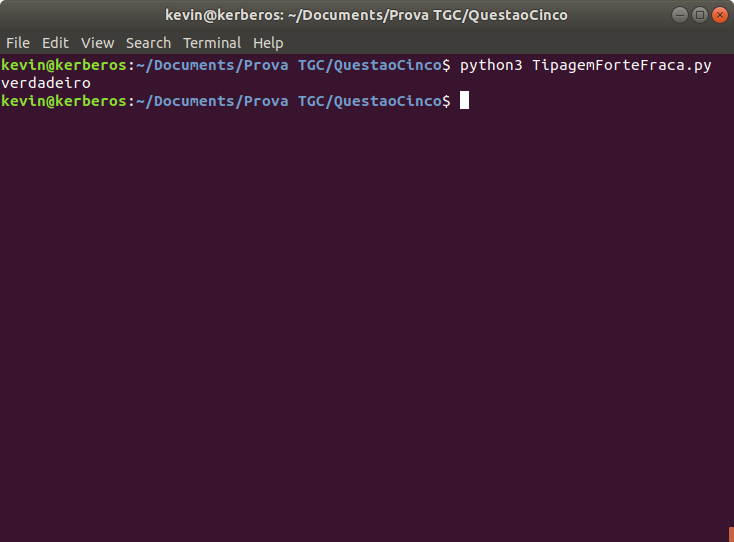 kevin@kerberos: ~/Documents/Prova TGC/QuestaoCinco
File Edit View Search Terminal Help
kevin@kerberos:~/Documents/Prova TGC/QuestaoCinco$ python3 TipagemForteFraca.py
verdadeiro
kevin@kerberos:~/Documents/Prova TGC/QuestaoCinco$